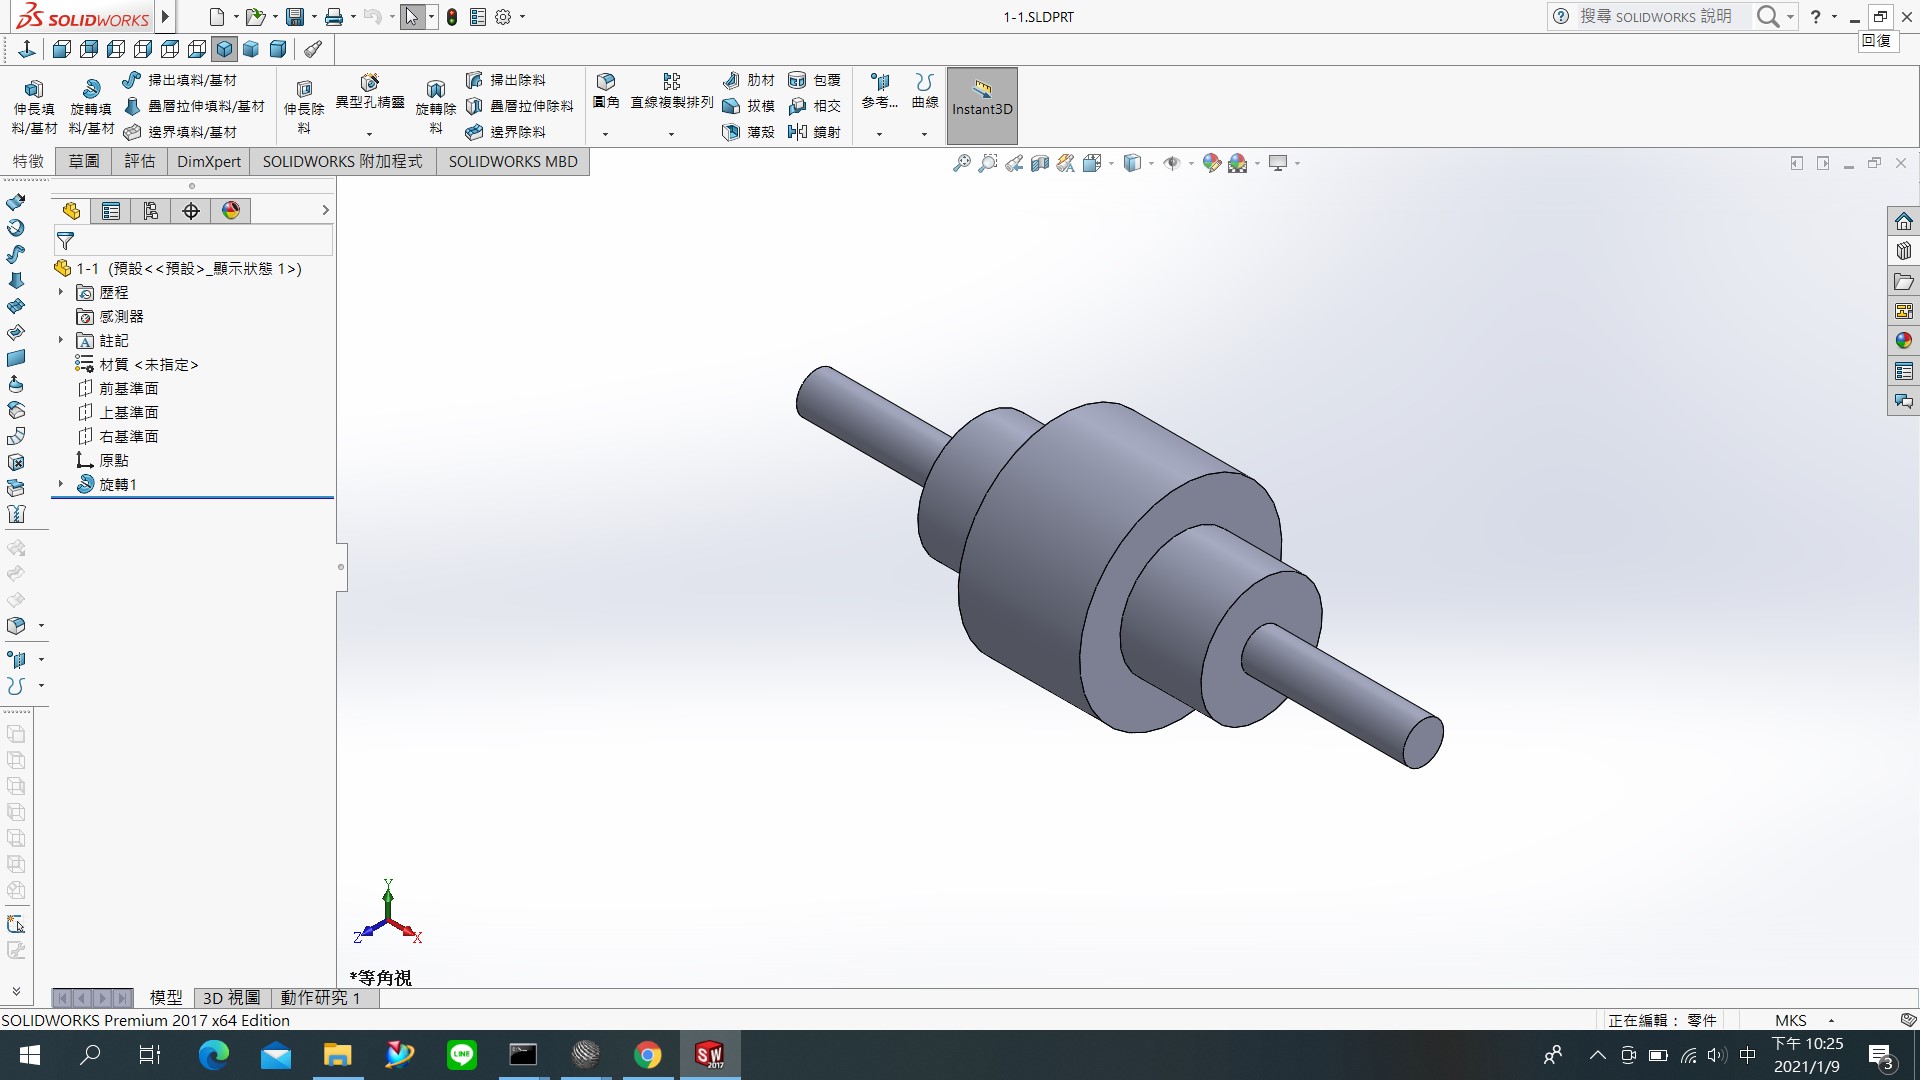 SOLIDWORKS
1-1.SLDPRT
搜尋 SOLIDWORKS 說明
?
回復
伸長填料/基材
旋轉填料/基材
掃出填料/基材
疊層拉伸填料/基材
邊界填料/基材
伸長除料
異型孔精靈
旋轉除料
掃出除料
疊層拉伸除料
邊界除料
圓角
直線複製排列
肋材
拔模
薄殼
包覆
相交
鏡射
參考...
曲線
Instant3D
特徵
草圖
評估
DimXpert
SOLIDWORKS 附加程式
SOLIDWORKS MBD
1-1 (預設<<預設>_顯示狀態 1>)
歷程
感測器
註記
材質 <未指定>
前基準面
上基準面
右基準面
原點
旋轉1
Y
Z
X
*等角視
模型
3D 視圖
動作研究 1
SOLIDWORKS Premium 2017 x64 Edition
正在編輯： 零件
MKS
LINE
SW
2017
中
下午 10:25
2021/1/9
3